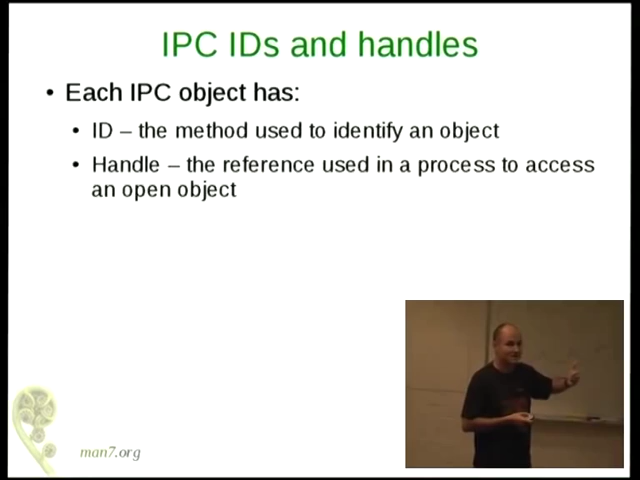 IPC IDs and handles
• Each IPC object has:
• ID – the method used to identify an object
• Handle – the reference used in a process to access
an open object
man7.org